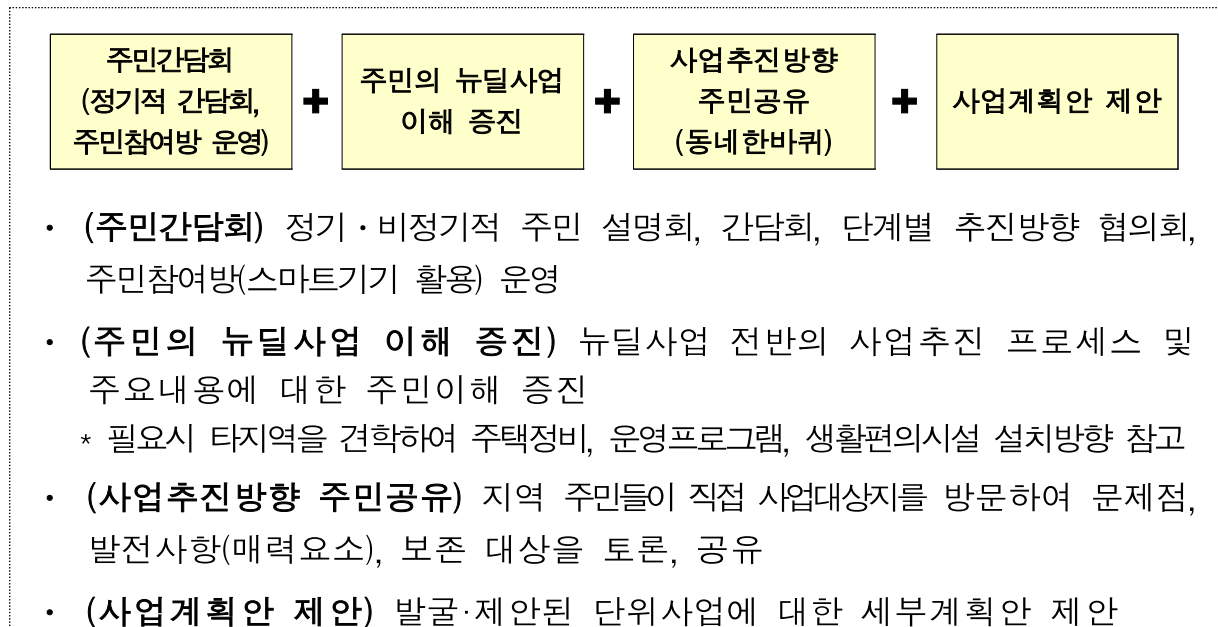 주민간담회
(정기적 간담회,
주민참여방 운영)
+
주민의 뉴딜사업
이해 증진
+
사업추진방향
주민공유
(동네한바퀴)
+
사업계획안 제안
· (주민간담회) 정기·비정기적 주민 설명회, 간담회, 단계별 추진방향 협의회,
주민참여방(스마트기기 활용) 운영
· (주민의 뉴딜사업 이해 증진) 뉴딜사업 전반의 사업추진 프로세스 및
주요내용에 대한 주민이해 증진
* 필요시 타지역을 견학하여 주택정비, 운영프로그램, 생활편의시설 설치방향 참고
· (사업추진방향 주민공유) 지역 주민들이 직접 사업대상지를 방문하여 문제점,
발전사항(매력요소), 보존 대상을 토론, 공유
· (사업계획안 제안) 발굴·제안된 단위사업에 대한 세부계획안 제안